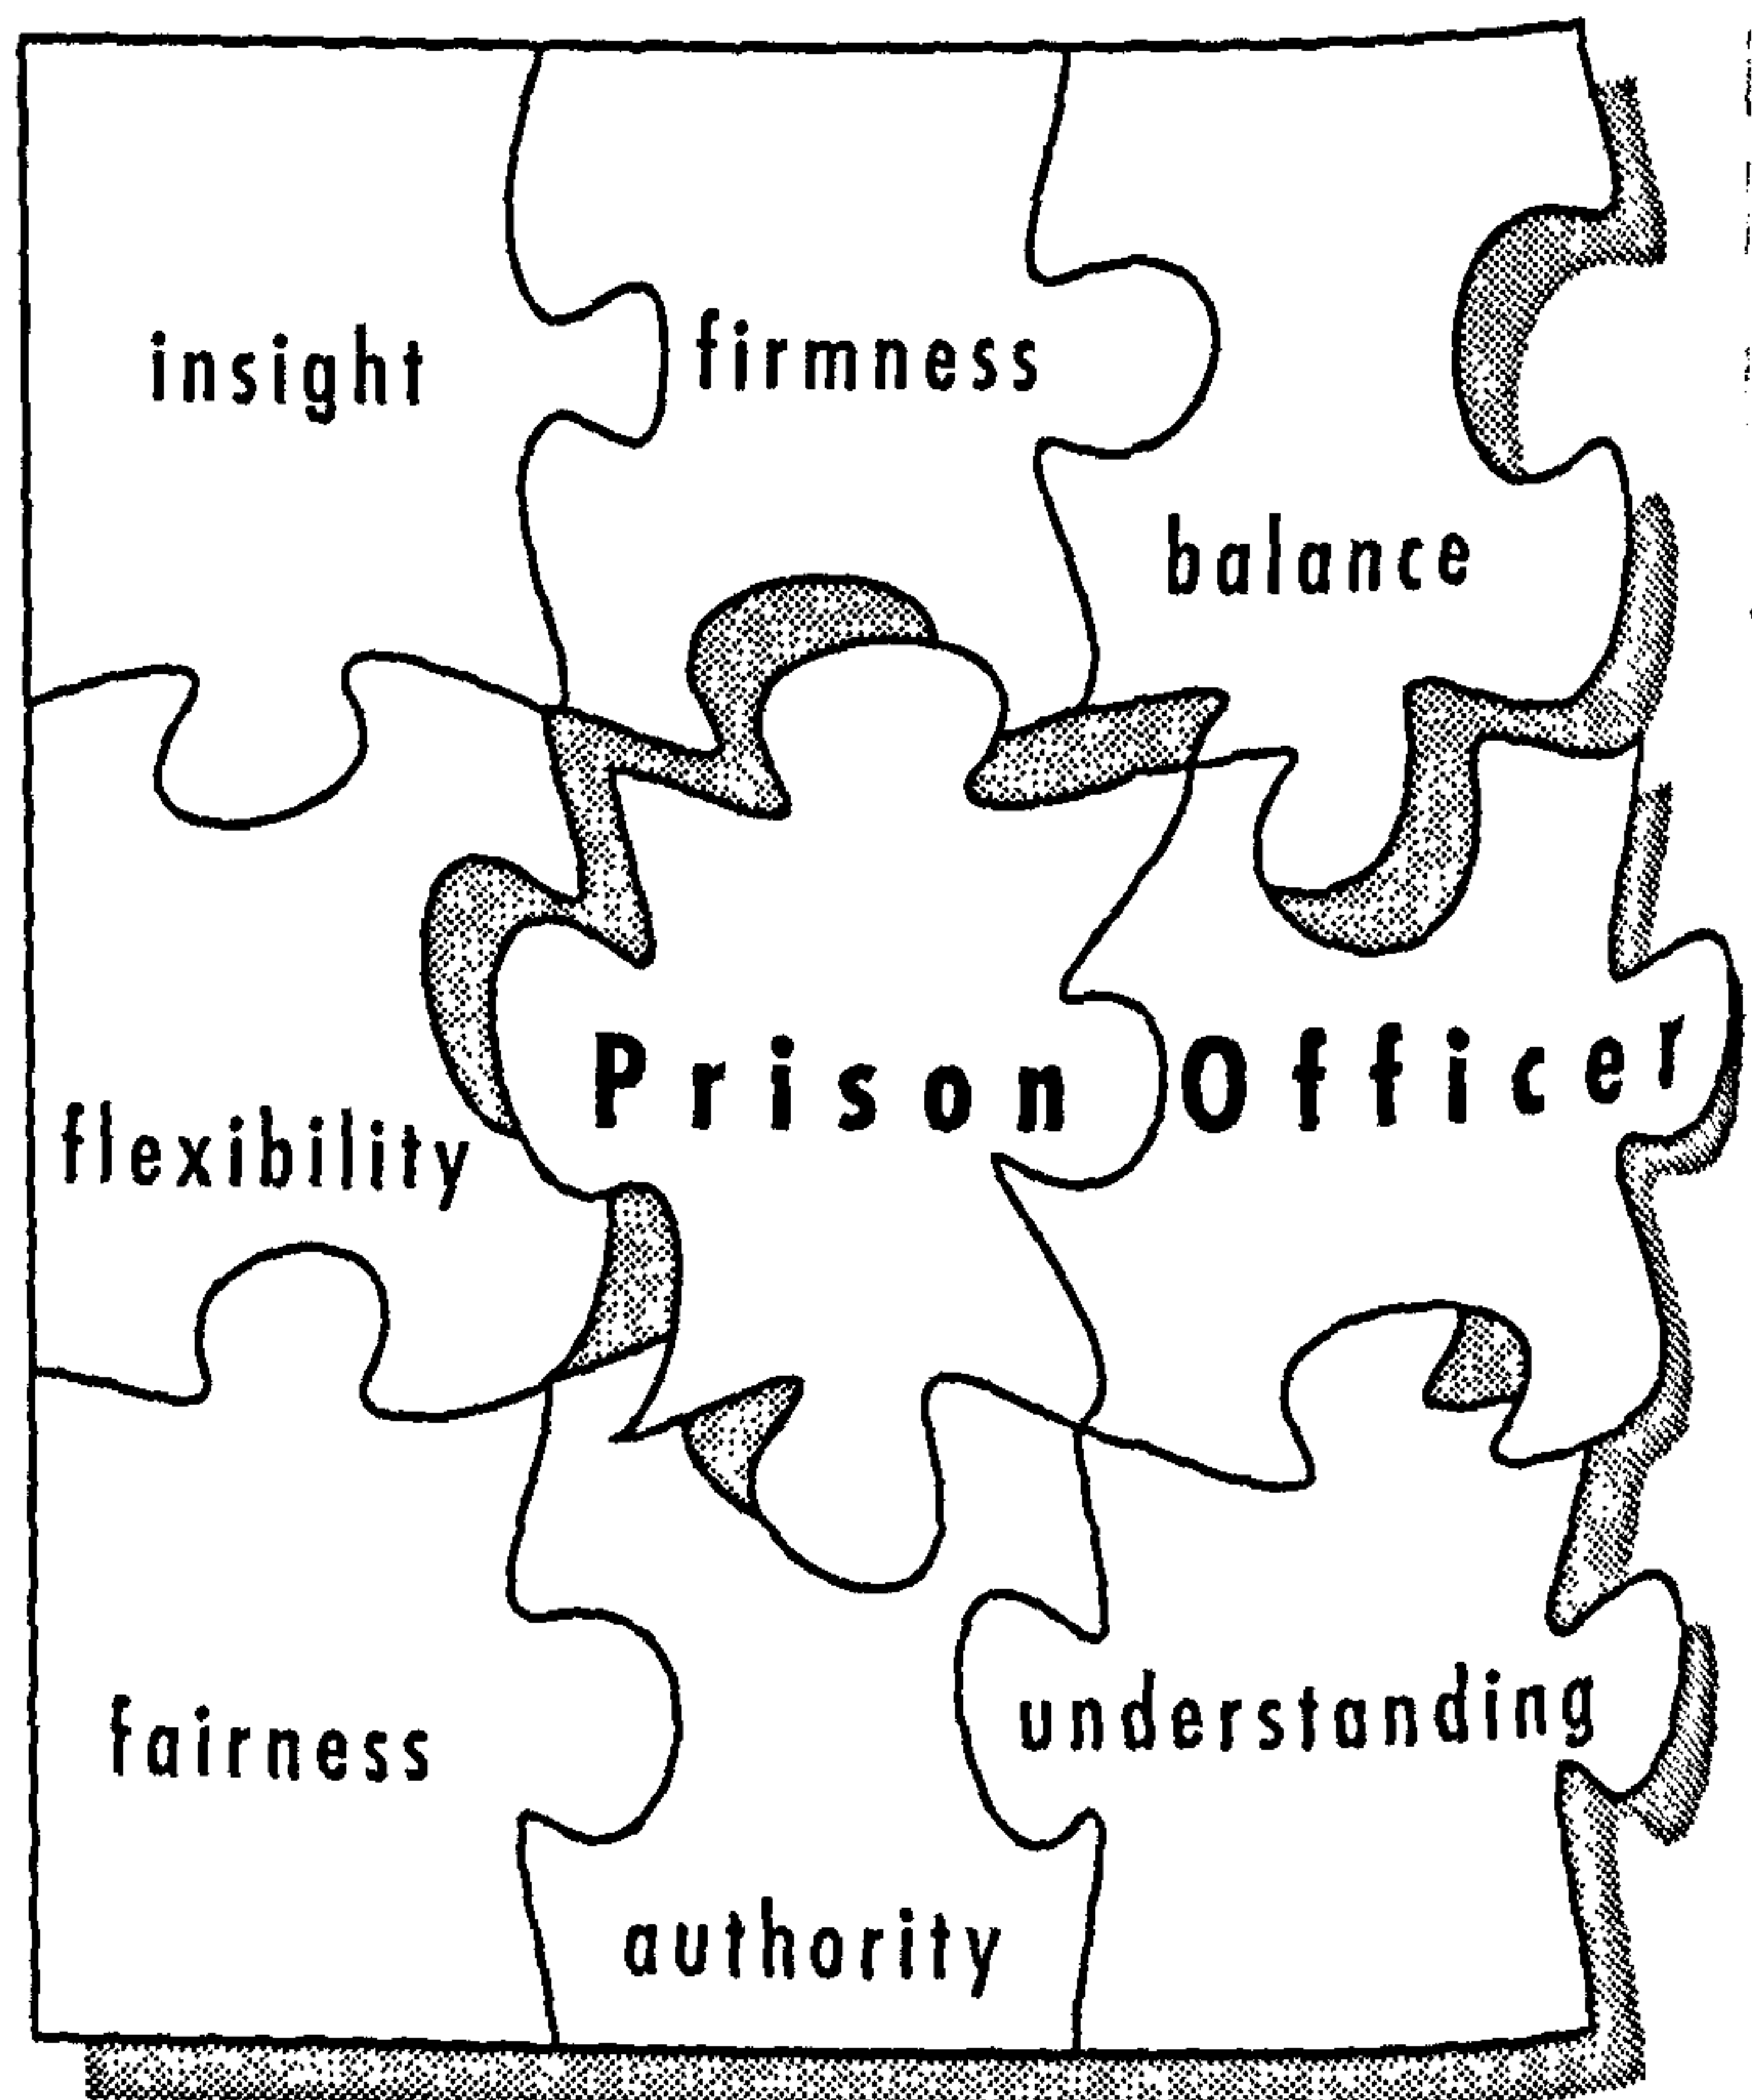 insight
firmness
balance
Prison Officer
flexibility
fairness
understanding
authority